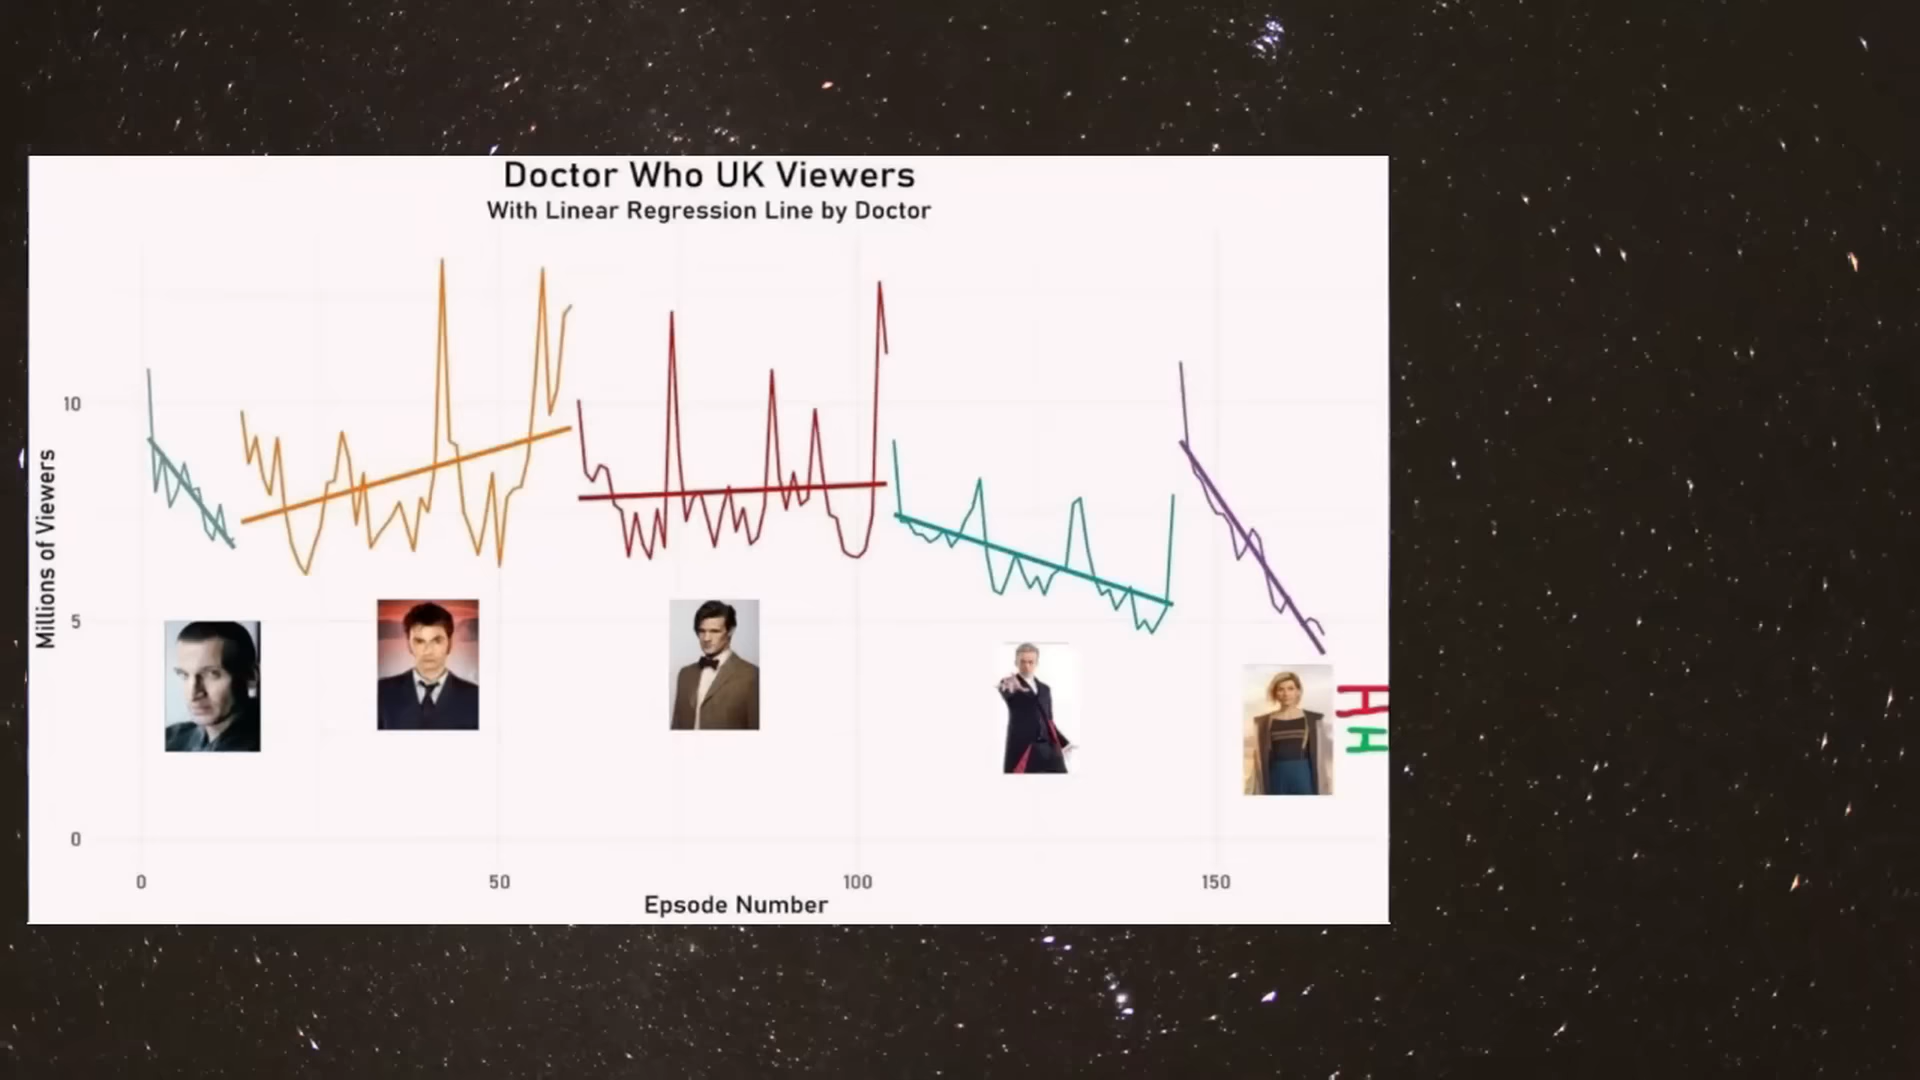 Doctor Who UK Viewers
With Linear Regression Line by Doctor
Millions of Viewers
10
5
0
0
50
100
150
Epsode Number